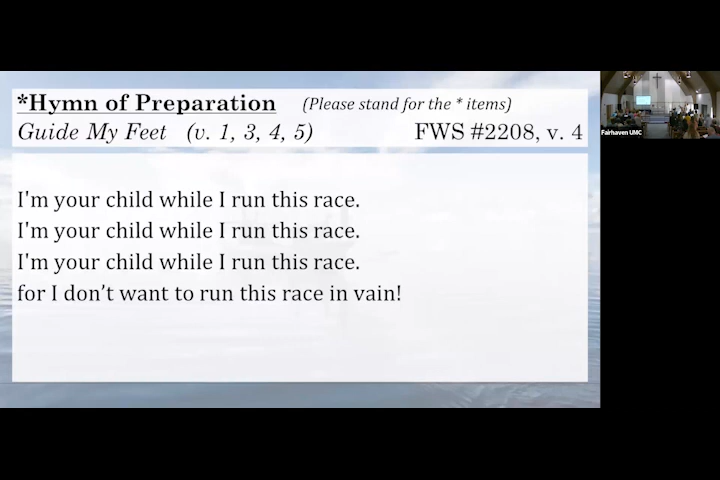 *Hymn of Preparation (Please stand for the * items)
Guide My Feet (v. 1, 3, 4, 5) FWS #2208, v. 4
I'm your child while I run this race.
I'm your child while I run this race.
I'm your child while I run this race.
for I don’t want to run this race in vain!
Fairhaven UMC